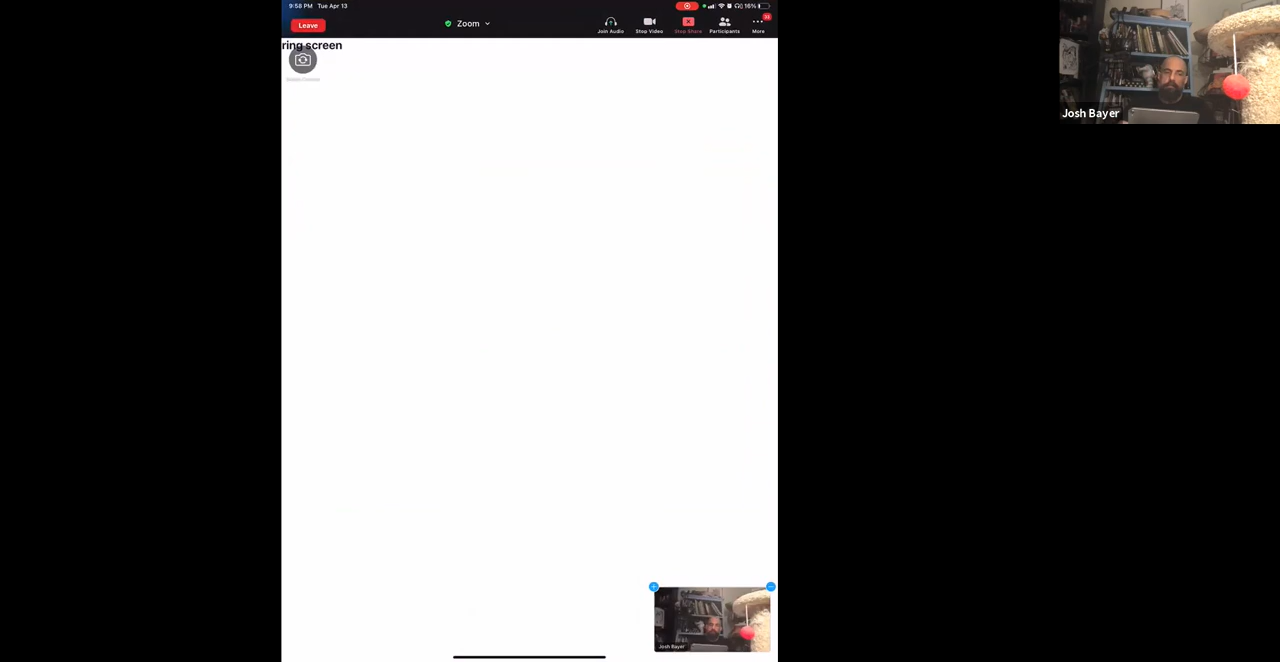 9:58 PM Tue Apr 13
16%
Leave
Zoom
Join Audio
Stop Video
Stop Share
Participants
More
ring screen
Josh Bayer
Josh Bayer